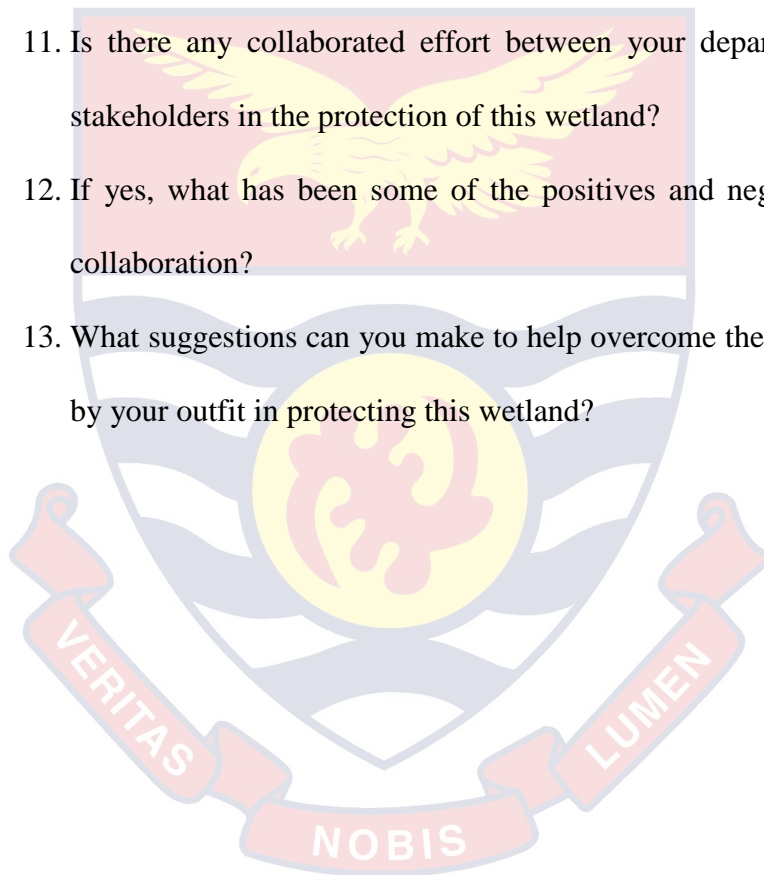 11. Is there any collaborated effort between your
stakeholders in the protection of this wetland?
12. If yes, what has been some of the positives and
collaboration?
13. What suggestions can you make to help overcome the
by your outfit in protecting this wetland?
VERITAS
NOBIS
LUMEN